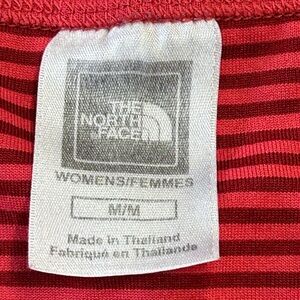 THE
NORTH
FACE
WOMENS/FEMMES
M/M
Made in Thailand
Fabriqué en Thaïlande